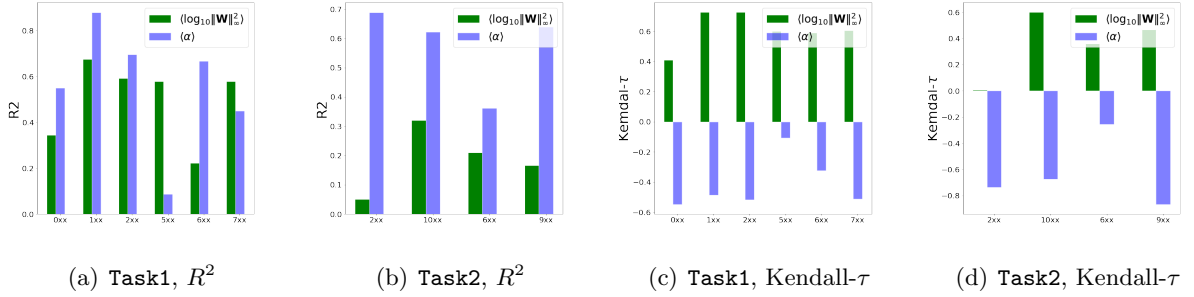 R2
0.8
0.6
0.4
0.2
0.0
0xx 1xx 2xx 5xx 6xx 7xx
⟨log₁₀‖W‖²∞⟩
⟨α⟩
(a) Task1, R²
R2
0.7
0.6
0.5
0.4
0.3
0.2
0.1
0.0
2xx 10xx 6xx 9xx
⟨log₁₀‖W‖²∞⟩
⟨α⟩
(b) Task2, R²
Kemdal-τ
0.6
0.4
0.2
0.0
−0.2
−0.4
−0.6
0xx 1xx 2xx 5xx 6xx 7xx
⟨log₁₀‖W‖²∞⟩
⟨α⟩
(c) Task1, Kendall-τ
Kemdal-τ
0.6
0.4
0.2
0.0
−0.2
−0.4
−0.6
−0.8
2xx 10xx 6xx 9xx
⟨log₁₀‖W‖²∞⟩
⟨α⟩
(d) Task2, Kendall-τ